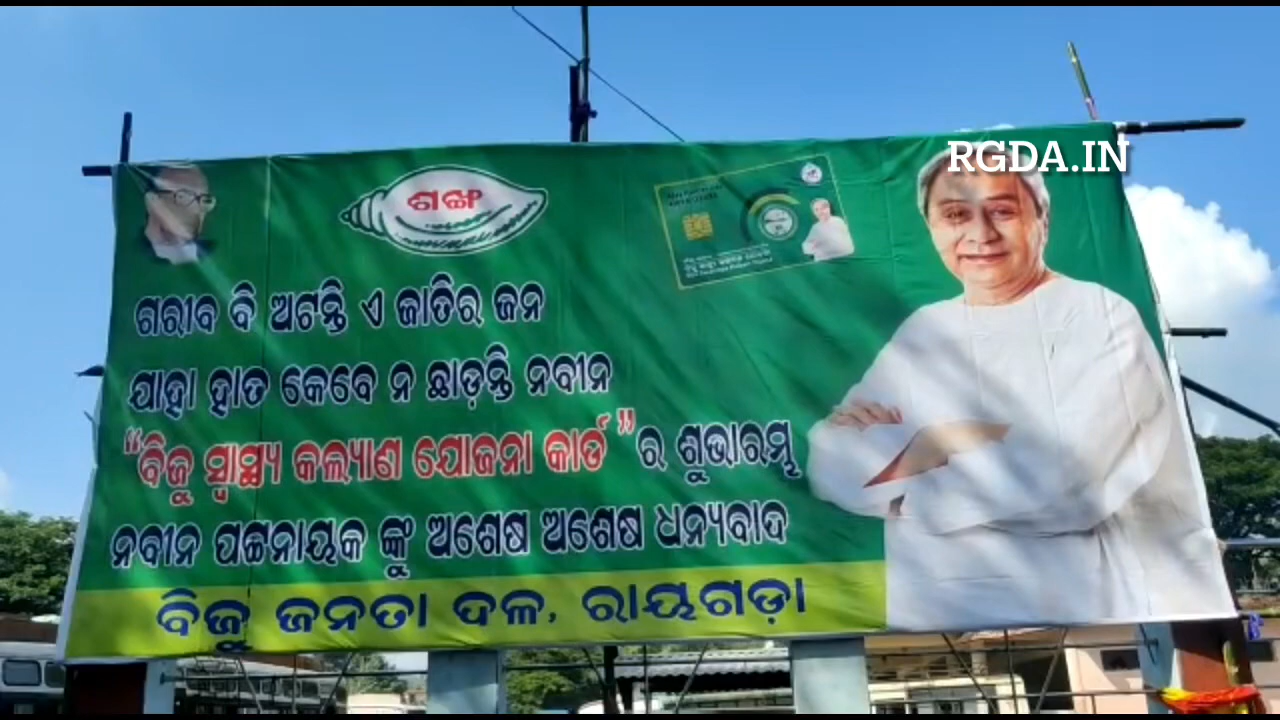 RGDA.IN
ଶଙ୍ଖ
ଗରୀବ ବି ଅଟନ୍ତି ଏ ଜାତିର ଜନ
ଯାହା ହାତ କେବେ ନ ଛାଡ଼ନ୍ତି ନବୀନ
“ବିଜୁ ସ୍ୱାସ୍ଥ୍ୟ କଲ୍ୟାଣ ଯୋଜନା କାର୍ଡ”ର ଶୁଭାରମ୍ଭ
ନବୀନ ପଟ୍ଟନାୟକ ଙ୍କୁ ଅଶେଷ ଅଶେଷ ଧନ୍ୟବାଦ
ବିଜୁ ଜନତା ଦଳ, ରାୟଗଡ଼ା